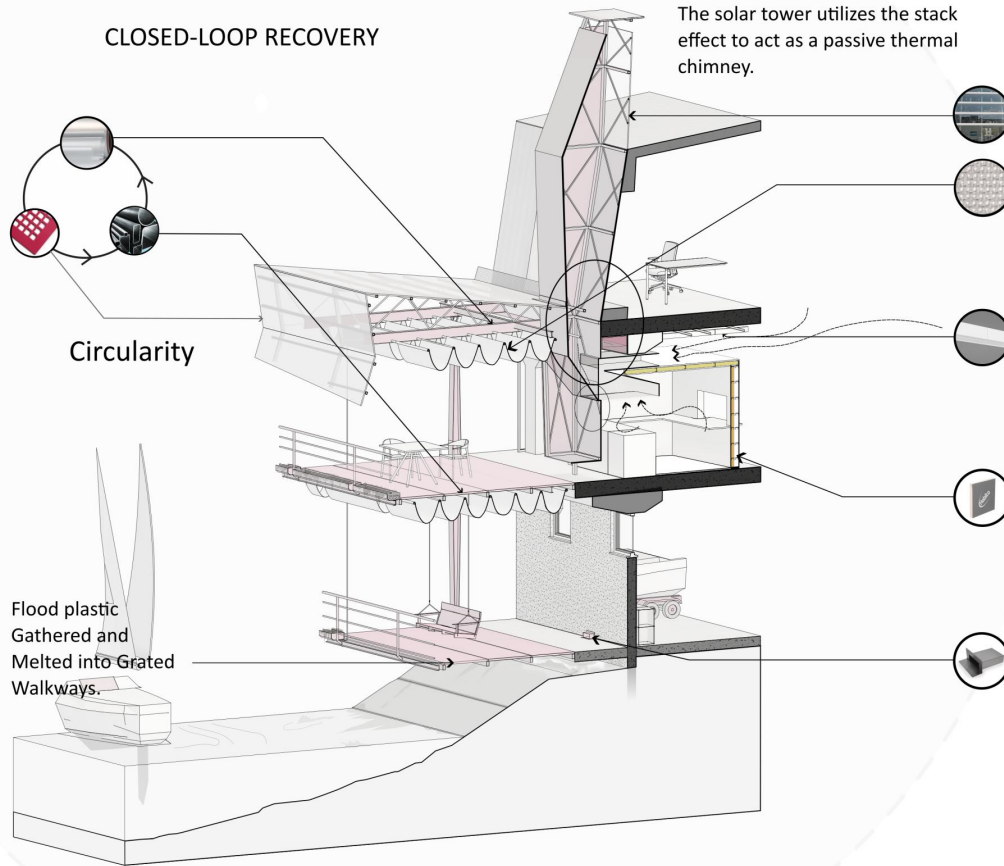 CLOSED-LOOP RECOVERY
The solar tower utilizes the stack
effect to act as a passive thermal
chimney.
Circularity
Flood plastic
Gathered and
Melted into Grated
Walkways.